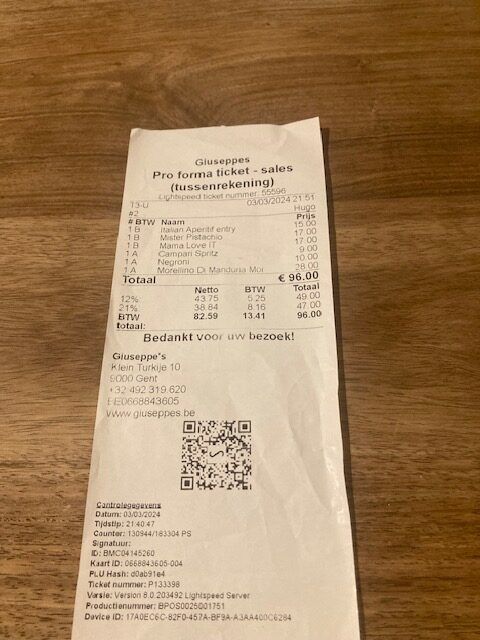 Giuseppes
Pro forma ticket - sales
(tussenrekening)
Lightspeed ticket nummer: 55596
T3-U 03/03/2024 21:51
#2 Hugo
# BTW Naam Prijs
1 B Italian Aperitif entry 15.00
1 B Mister Pistachio 17.00
1 B Mama Love IT 17.00
1 A Campari Spritz 9.00
1 A Negroni 10.00
1 A Morellino Di Manduria Mor 28.00
Totaal € 96.00
Netto BTW Totaal
12% 43.75 5.25 49.00
21% 38.84 8.16 47.00
BTW 82.59 13.41 96.00
totaal:
Bedankt voor uw bezoek!
Giuseppe's
Klein Turkije 10
9000 Gent
+32 492 319 620
BE0668843605
www.giuseppes.be
Controlegegevens
Datum: 03/03/2024
Tijdstip: 21:40:47
Counter: 130944/183304 PS
Signatuur:
ID: BMC04145260
Kaart ID: 0668843605-004
PLU Hash: d0ab91e4
Ticket nummer: P133398
Versie: Version 8.0.203492 Lightspeed Server
Productienummer: BPOS0025D01751
Device ID: 17A0EC6C-82F0-457A-BF9A-A3AA400C6284